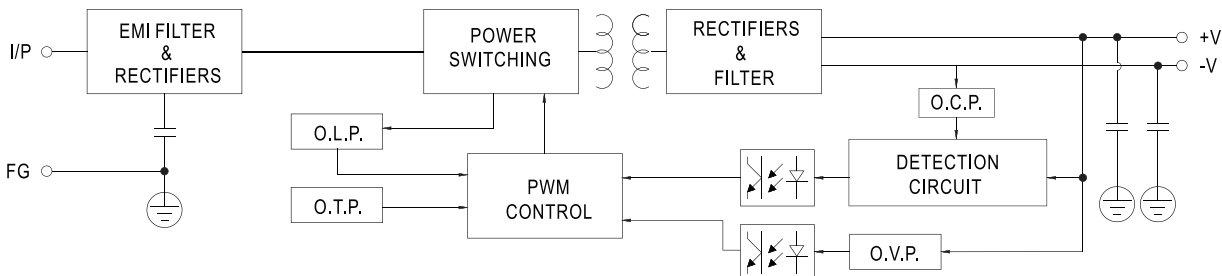 I/P
EMI FILTER
&
RECTIFIERS
POWER
SWITCHING
RECTIFIERS
&
FILTER
+V
-V
O.C.P.
O.L.P.
FG
O.T.P.
PWM
CONTROL
DETECTION
CIRCUIT
O.V.P.